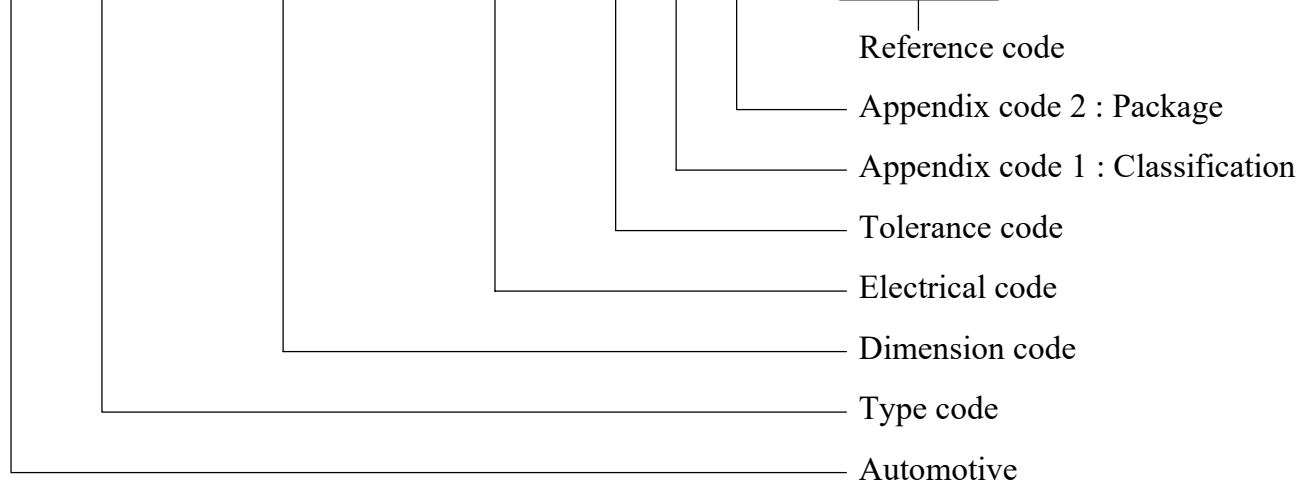 Reference code
Appendix code 2 : Package
Appendix code 1 : Classification
Tolerance code
Electrical code
Dimension code
Type code
Automotive